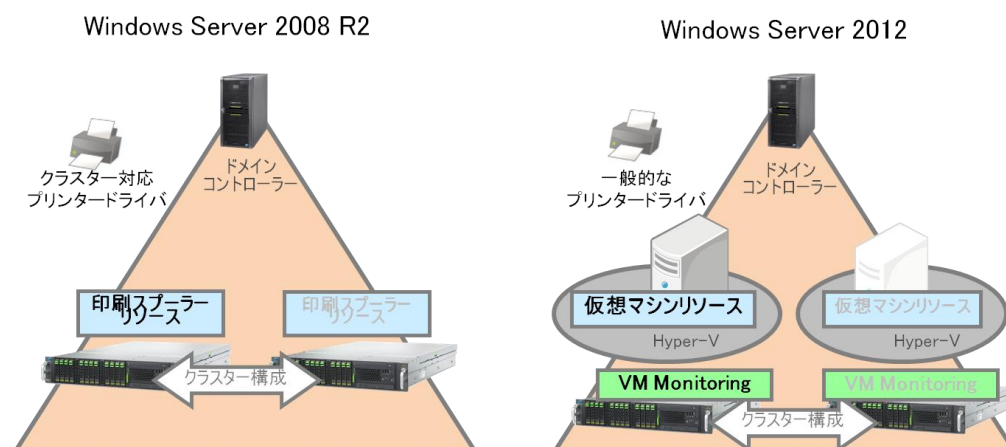 Windows Server 2008 R2
クラスター対応
プリンタードライバ
ドメイン
コントローラー
印刷スプーラー
リソース
印刷スプーラー
リソース
クラスター構成
Windows Server 2012
一般的な
プリンタードライバ
ドメイン
コントローラー
仮想マシンリソース
仮想マシンリソース
Hyper-V
Hyper-V
VM Monitoring
VM Monitoring
クラスター構成